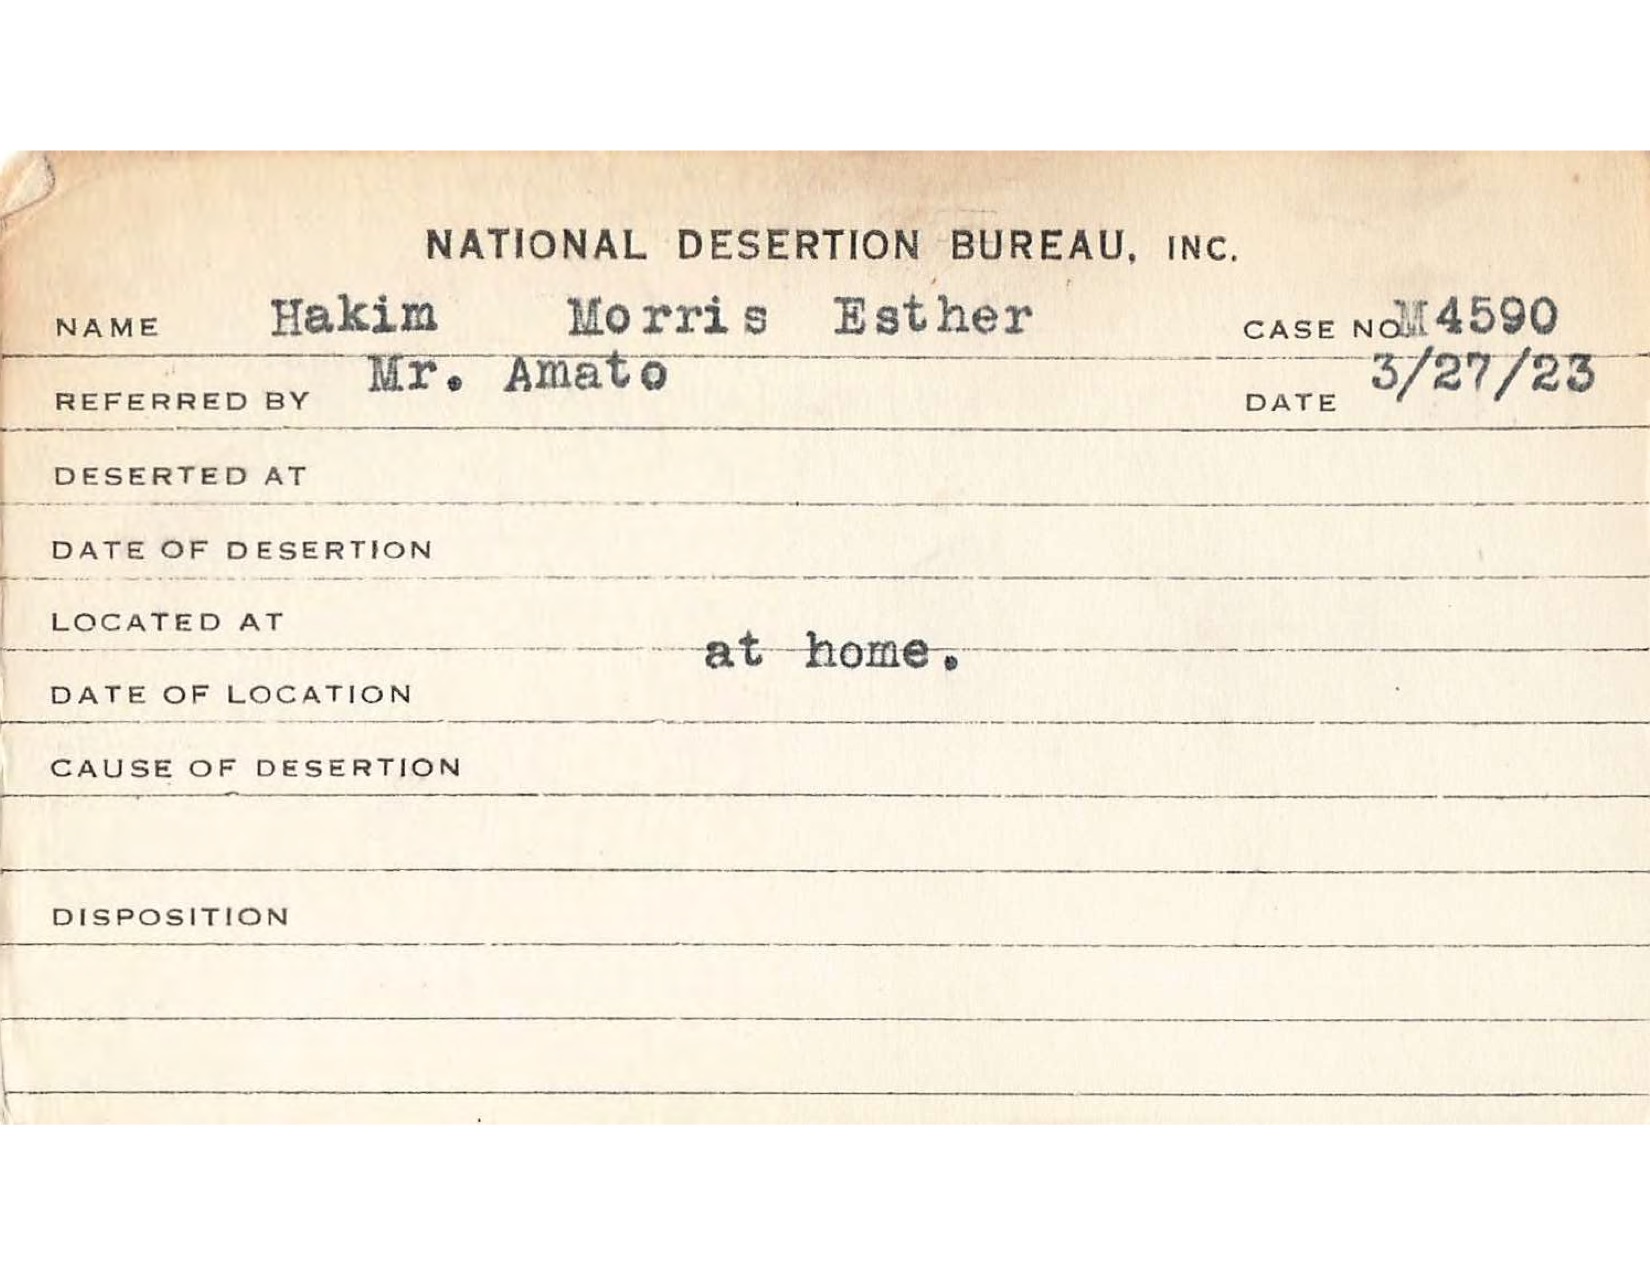 NATIONAL DESERTION BUREAU, INC.
NAME Hakim Morris Esther CASE NO. M4590
REFERRED BY Mr. Amato DATE 3/27/23
DESERTED AT
DATE OF DESERTION
LOCATED AT
at home.
DATE OF LOCATION
CAUSE OF DESERTION
DISPOSITION